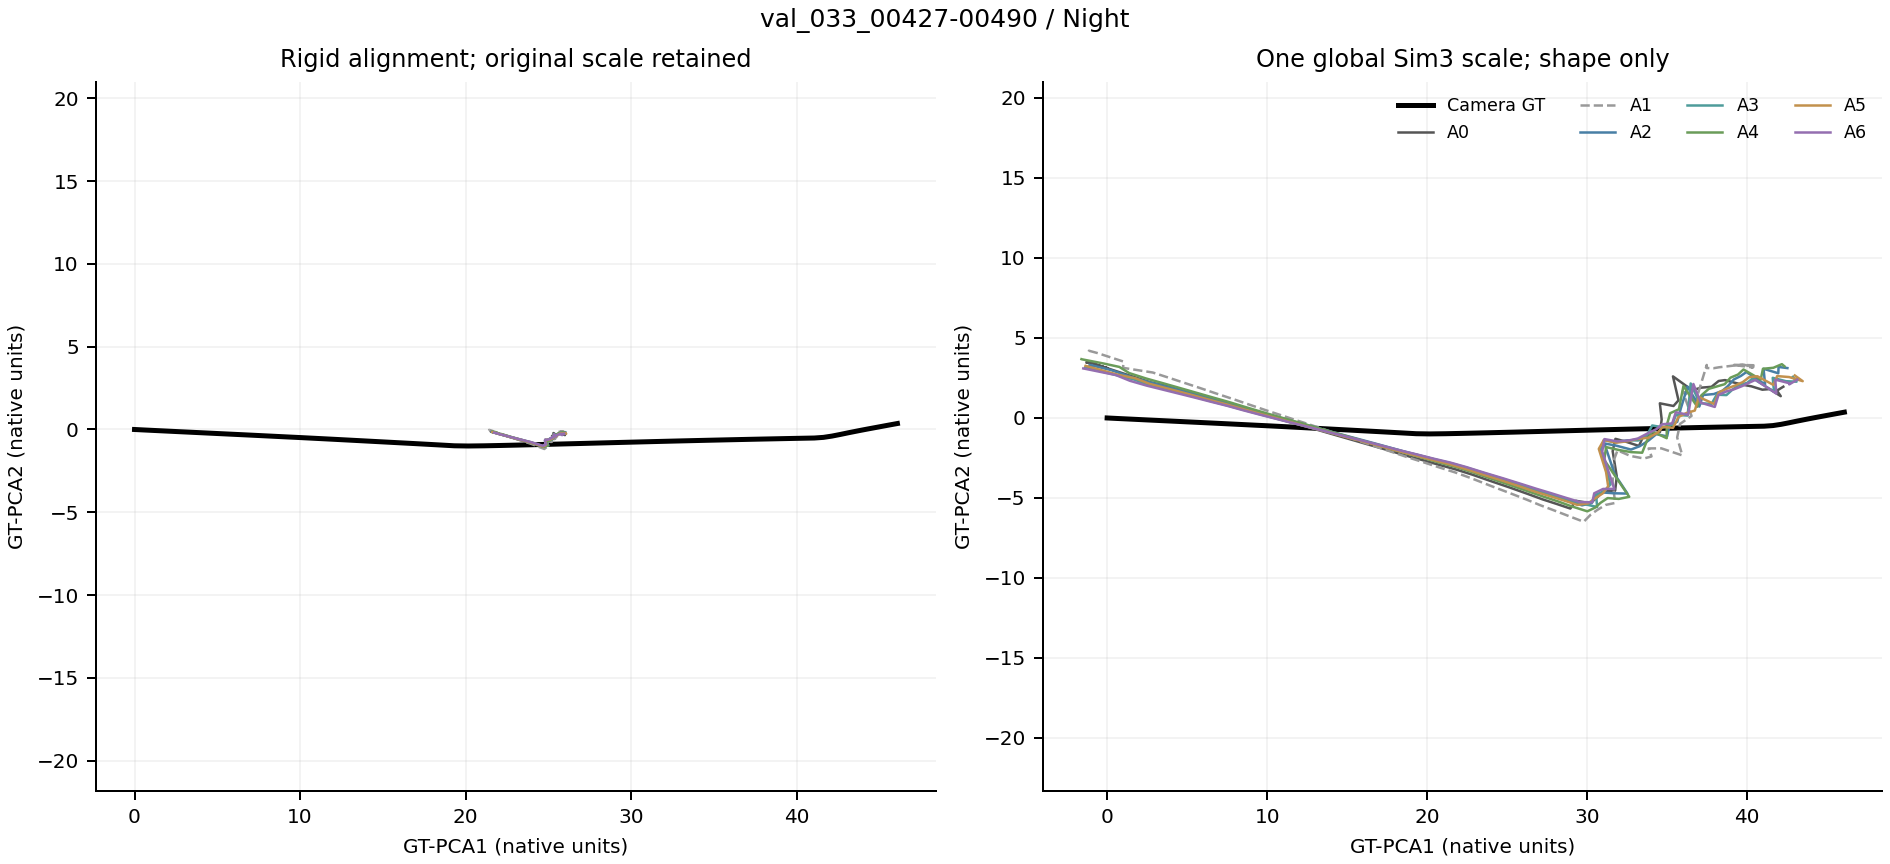 val_033_00427-00490 / Night
Rigid alignment; original scale retained
20
15
10
5
0
−5
−10
−15
−20
0
10
20
30
40
GT-PCA2 (native units)
GT-PCA1 (native units)
One global Sim3 scale; shape only
Camera GT
A0
A1
A2
A3
A4
A5
A6
20
15
10
5
0
−5
−10
−15
−20
0
10
20
30
40
GT-PCA2 (native units)
GT-PCA1 (native units)